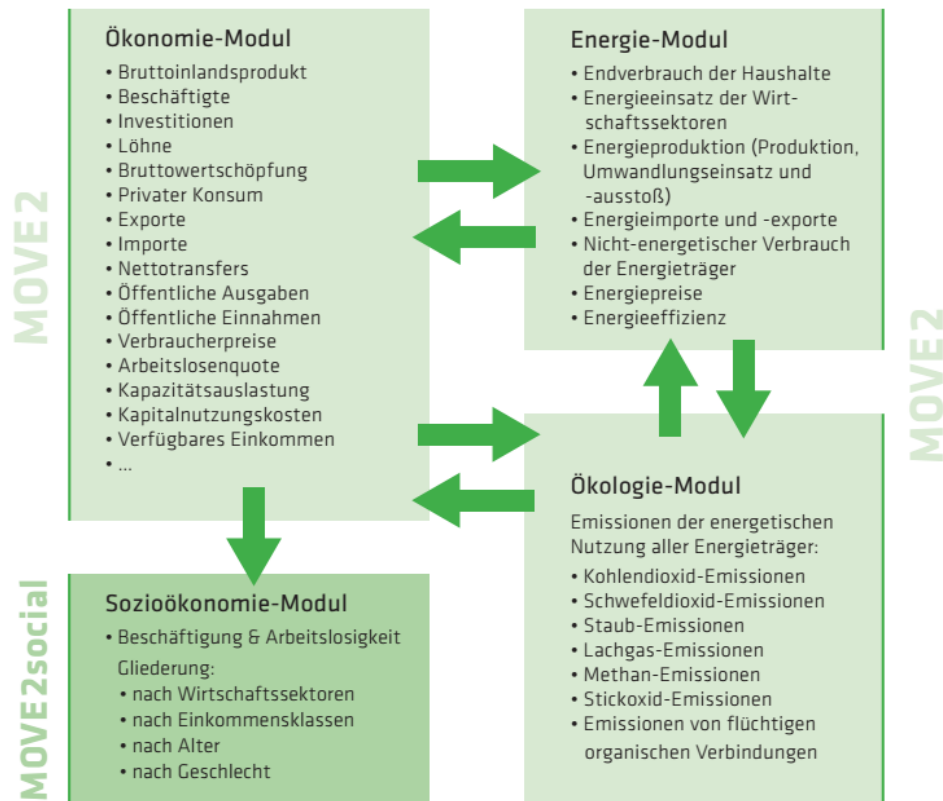 MOVE2
Ökonomie-Modul
• Bruttoinlandsprodukt
• Beschäftigte
• Investitionen
• Löhne
• Bruttowertschöpfung
• Privater Konsum
• Exporte
• Importe
• Nettotransfers
• Öffentliche Ausgaben
• Öffentliche Einnahmen
• Verbraucherpreise
• Arbeitslosenquote
• Kapazitätsauslastung
• Kapitalnutzungskosten
• Verfügbares Einkommen
• ...
Energie-Modul
• Endverbrauch der Haushalte
• Energieeinsatz der Wirt-
schaftssektoren
• Energieproduktion (Produktion,
Umwandlungseinsatz und
-ausstoß)
• Energieimporte und -exporte
• Nicht-energetischer Verbrauch
der Energieträger
• Energiepreise
• Energieeffizienz
MOVE2
Ökologie-Modul
Emissionen der energetischen
Nutzung aller Energieträger:
• Kohlendioxid-Emissionen
• Schwefeldioxid-Emissionen
• Staub-Emissionen
• Lachgas-Emissionen
• Methan-Emissionen
• Stickoxid-Emissionen
• Emissionen von flüchtigen
organischen Verbindungen
MOVE2social
Sozioökonomie-Modul
• Beschäftigung & Arbeitslosigkeit
Gliederung:
• nach Wirtschaftssektoren
• nach Einkommensklassen
• nach Alter
• nach Geschlecht